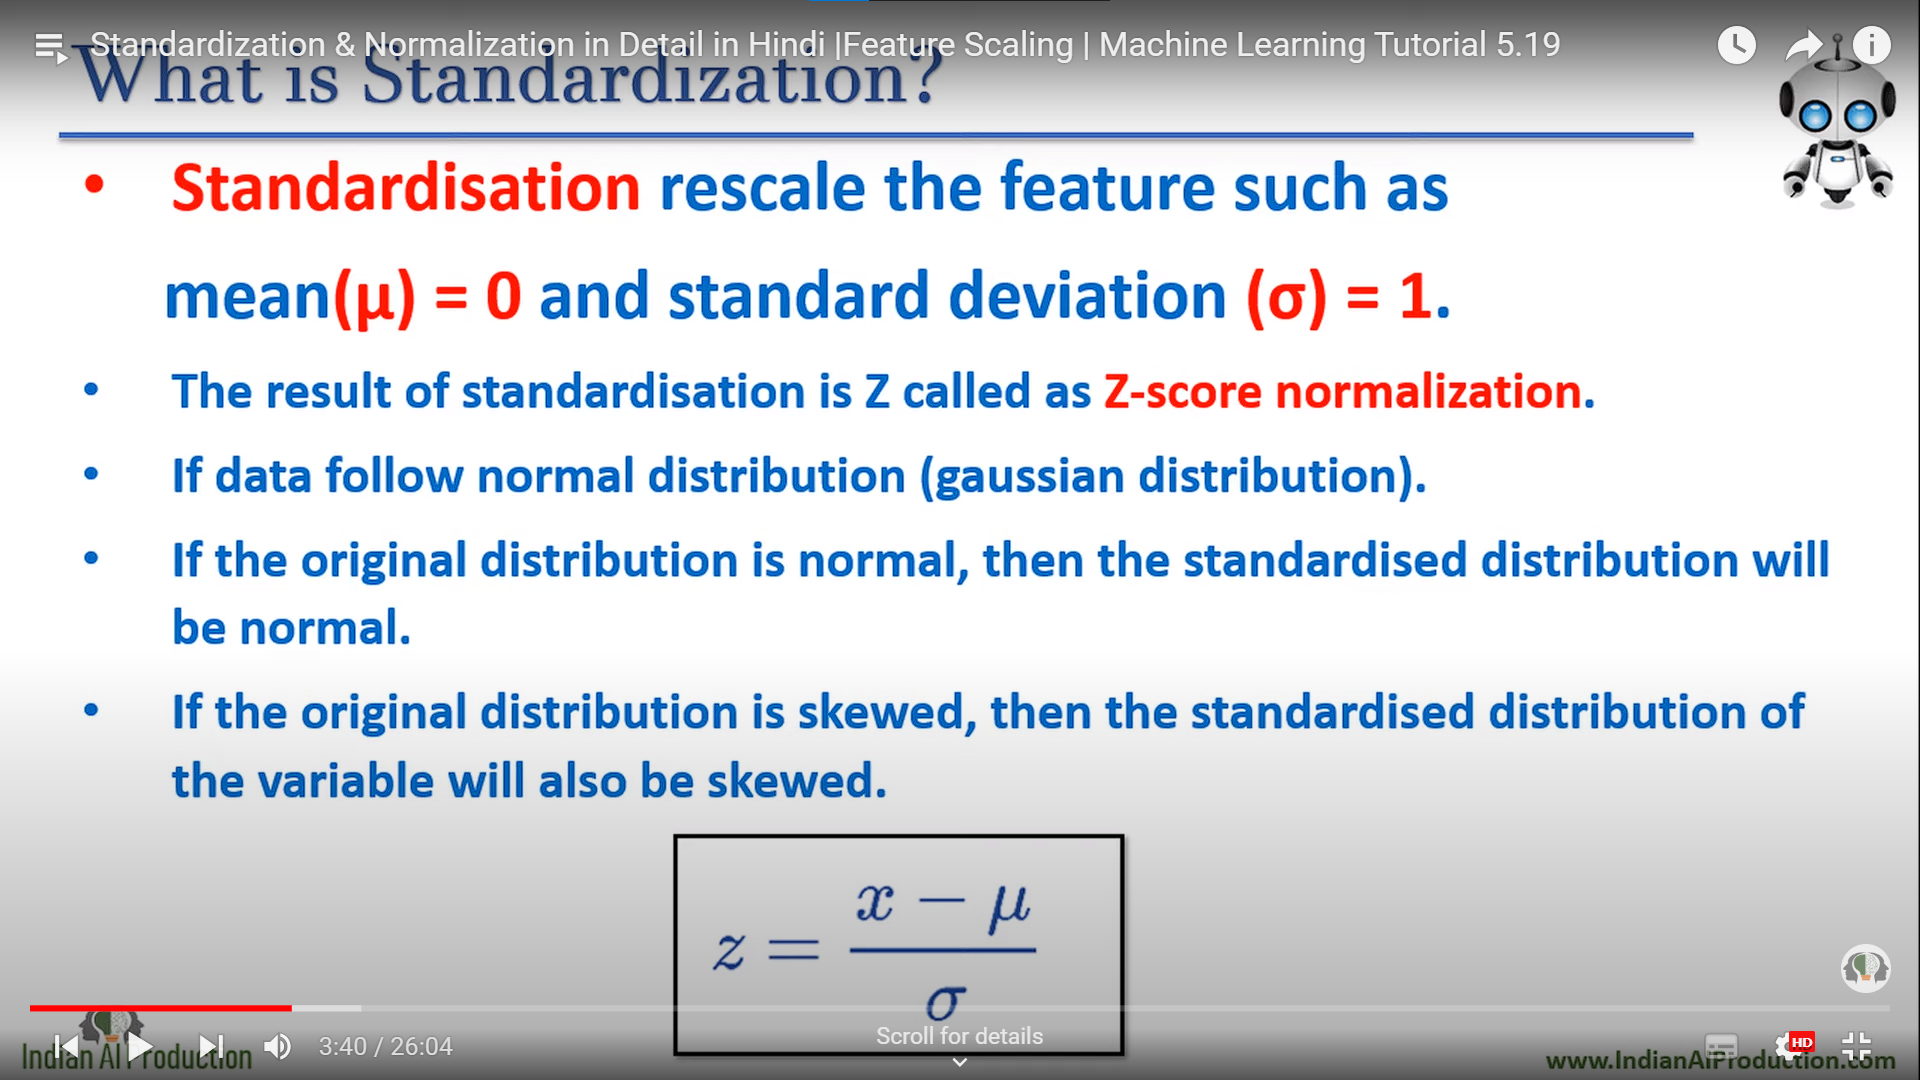 Standardization & Normalization in Detail in Hindi |Feature Scaling | Machine Learning Tutorial 5.19
What is Standardization?
• Standardisation rescale the feature such as
mean(μ) = 0 and standard deviation (σ) = 1.
• The result of standardisation is Z called as Z-score normalization.
• If data follow normal distribution (gaussian distribution).
• If the original distribution is normal, then the standardised distribution will
be normal.
• If the original distribution is skewed, then the standardised distribution of
the variable will also be skewed.
z = (x − μ) / σ
Scroll for details
3:40 / 26:04
HD
Indian AI Production
www.IndianAiProduction.com